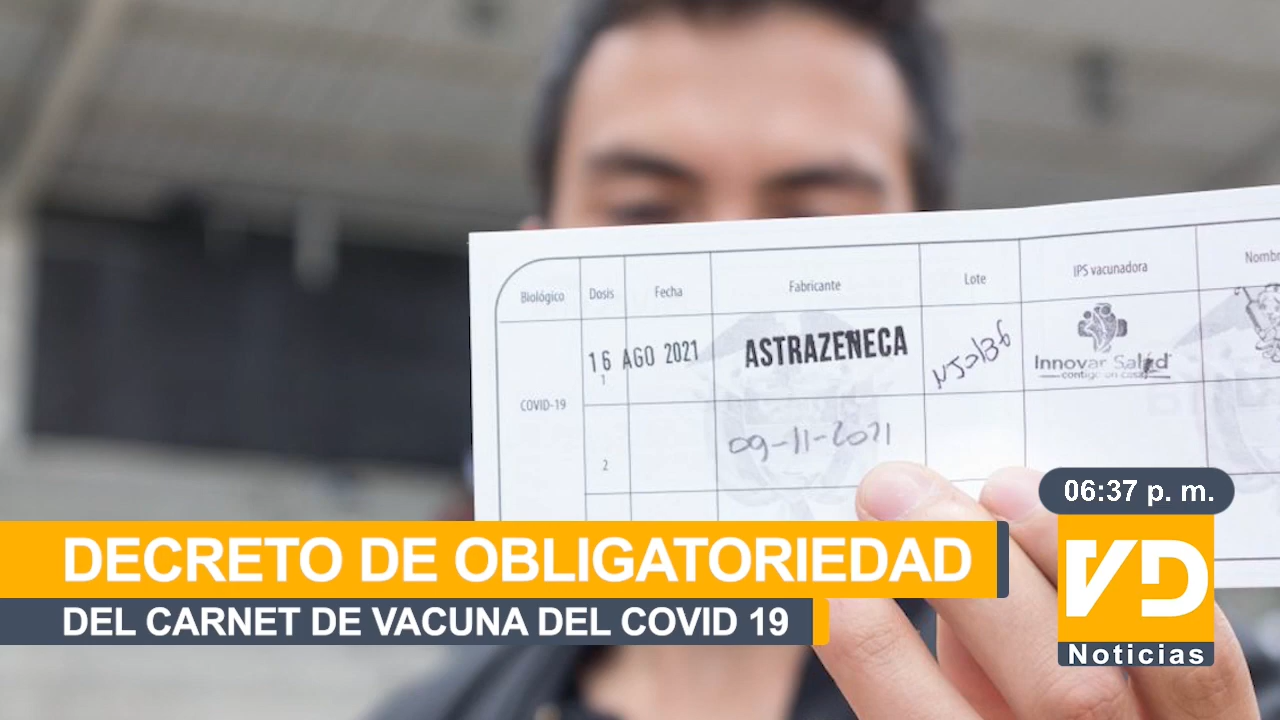 Biológico Dosis Fecha Fabricante Lote IPS vacunadora Nombr
16 AGO 2021 ASTRAZENECA
1
Innovar Salud
COVID-19
2 09-11-2021
06:37 p. m.
DECRETO DE OBLIGATORIEDAD
DEL CARNET DE VACUNA DEL COVID 19
VD
Noticias